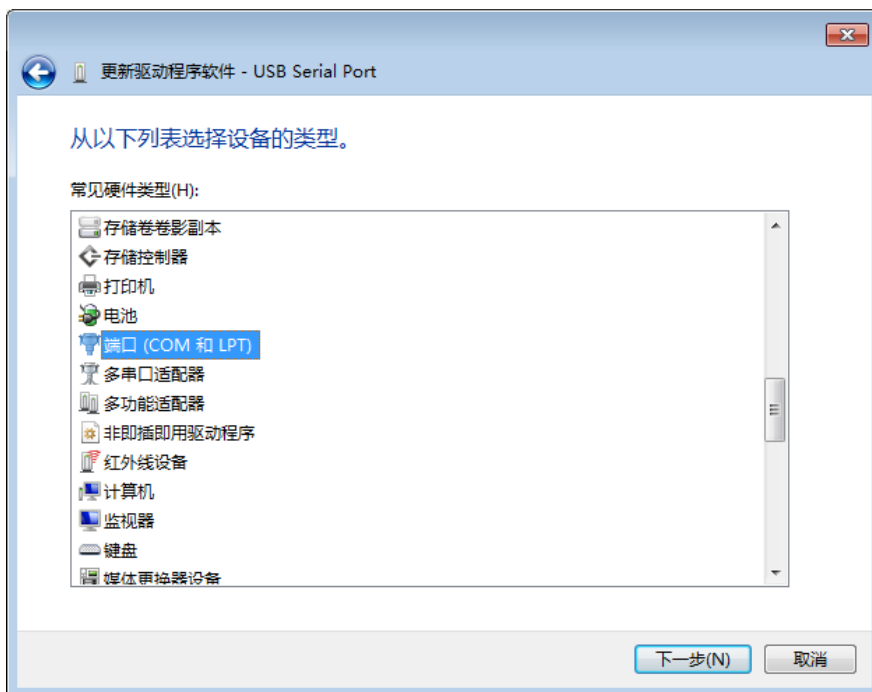 更新驱动程序软件 - USB Serial Port
从以下列表选择设备的类型。
常见硬件类型(H):
存储卷卷影副本
存储控制器
打印机
电池
端口 (COM 和 LPT)
多串口适配器
多功能适配器
非即插即用驱动程序
红外线设备
计算机
监视器
键盘
媒体更换器设备
下一步(N)
取消